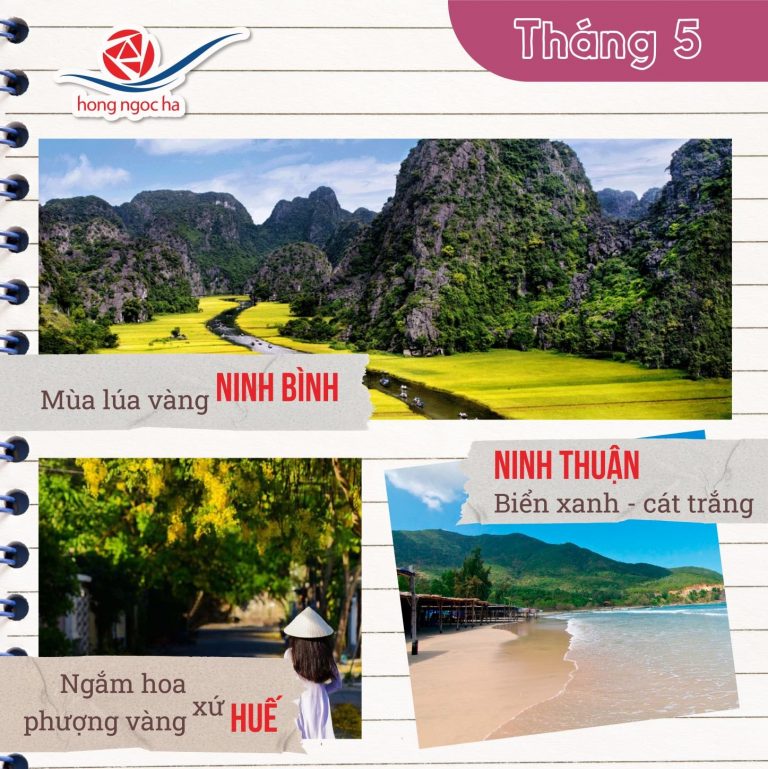 hong ngoc ha
Tháng 5
Mùa lúa vàng NINH BÌNH
NINH THUẬN
Biển xanh - cát trắng
Ngắm hoa
phượng vàng xứ HUẾ